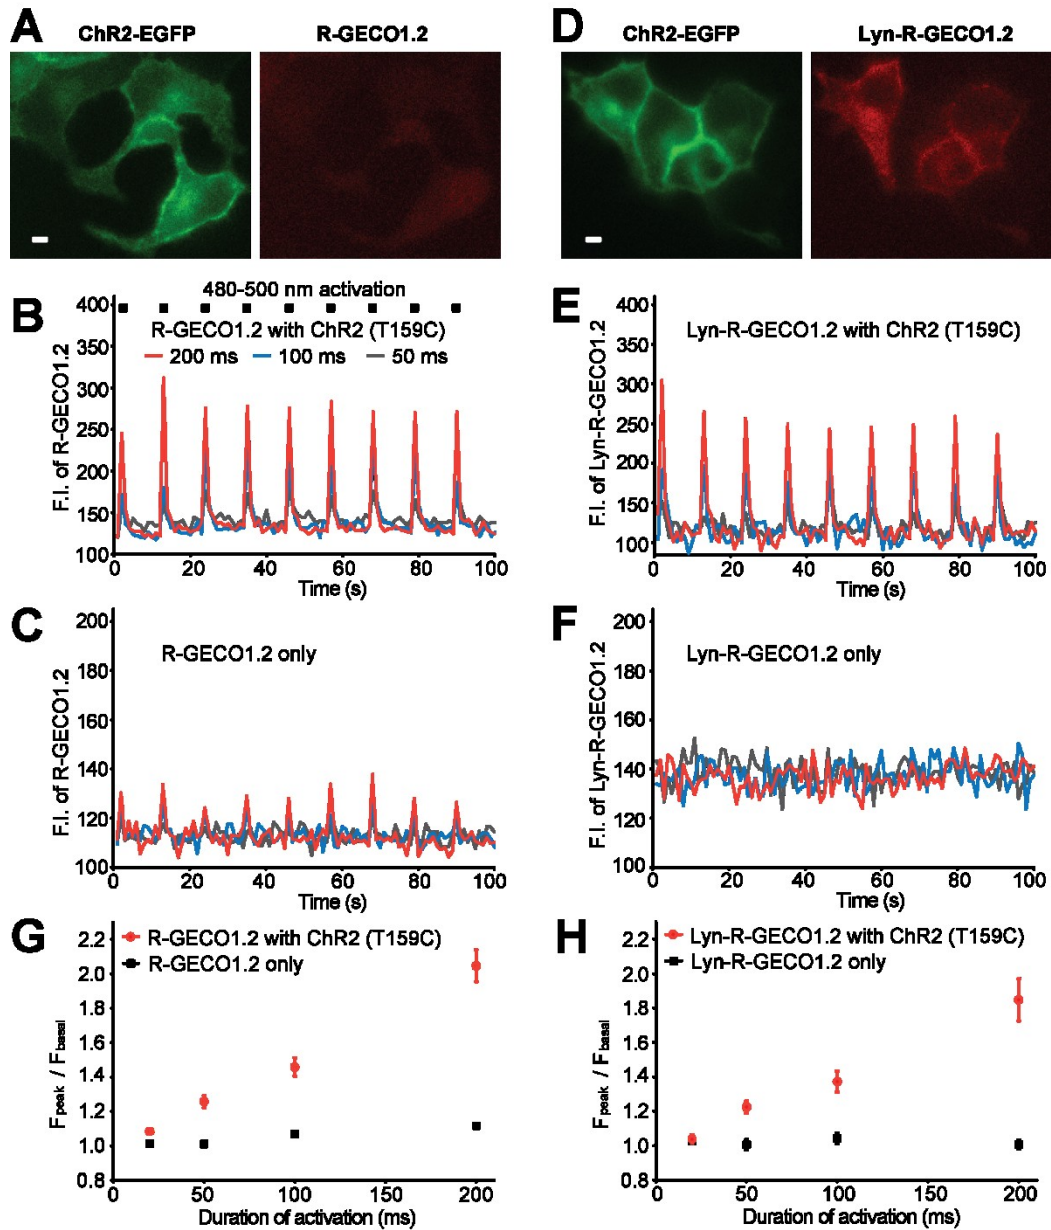 A
ChR2-EGFP
R-GECO1.2
D
ChR2-EGFP
Lyn-R-GECO1.2
B
480-500 nm activation
R-GECO1.2 with ChR2 (T159C)
200 ms
100 ms
50 ms
F.I. of R-GECO1.2
400
350
300
250
200
150
100
0
20
40
60
80
100
Time (s)
E
Lyn-R-GECO1.2 with ChR2 (T159C)
F.I. of Lyn-R-GECO1.2
400
350
300
250
200
150
100
0
20
40
60
80
100
Time (s)
C
R-GECO1.2 only
F.I. of R-GECO1.2
200
180
160
140
120
100
0
20
40
60
80
100
Time (s)
F
Lyn-R-GECO1.2 only
F.I. of Lyn-R-GECO1.2
200
180
160
140
120
100
0
20
40
60
80
100
Time (s)
G
R-GECO1.2 with ChR2 (T159C)
R-GECO1.2 only
Fpeak / Fbasal
2.2
2.0
1.8
1.6
1.4
1.2
1.0
0.8
0
50
100
150
200
Duration of activation (ms)
H
Lyn-R-GECO1.2 with ChR2 (T159C)
Lyn-R-GECO1.2 only
Fpeak / Fbasal
2.2
2.0
1.8
1.6
1.4
1.2
1.0
0.8
0
50
100
150
200
Duration of activation (ms)